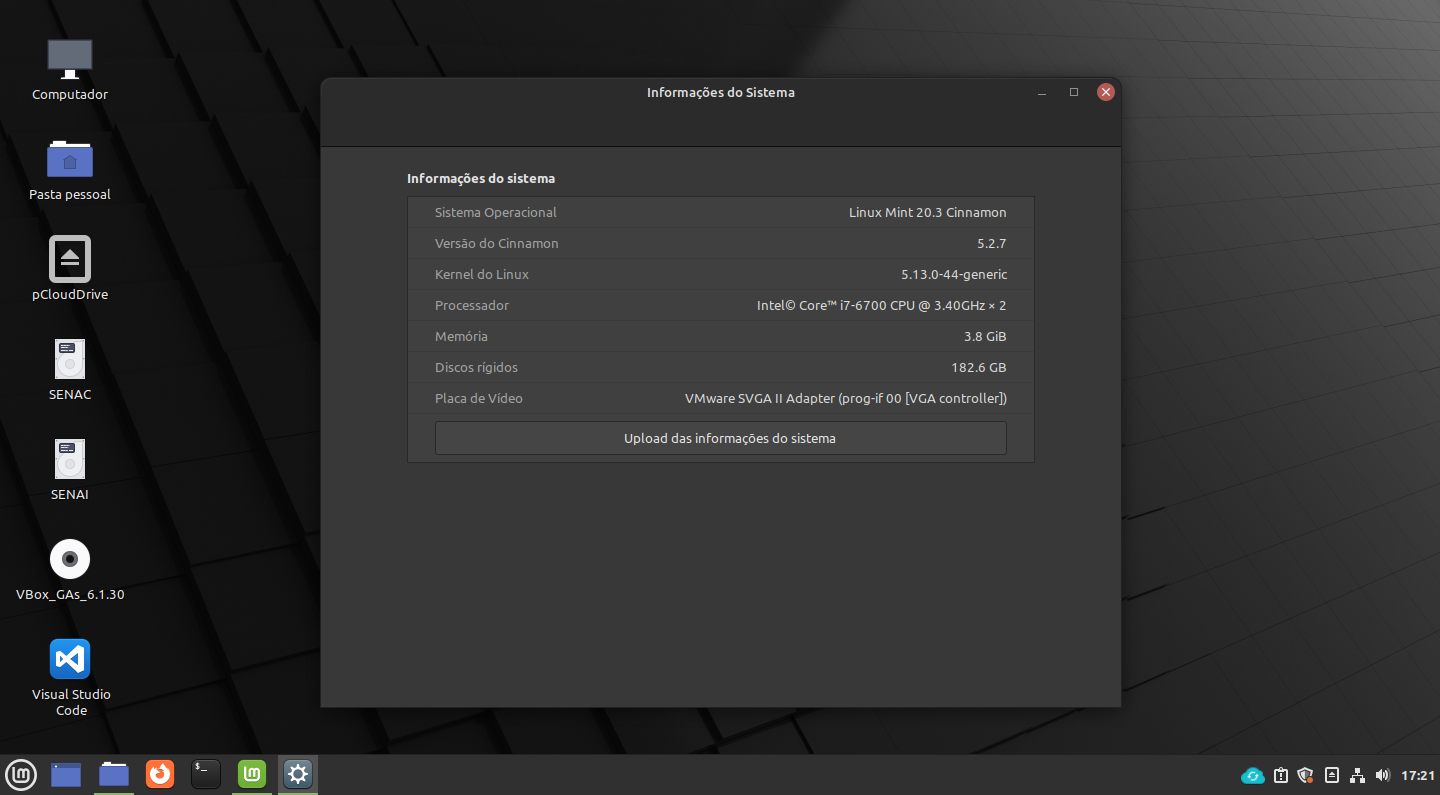 Computador
Pasta pessoal
pCloudDrive
SENAC
SENAI
VBox_GAs_6.1.30
Visual Studio
Code
Informações do Sistema
Informações do sistema
Sistema Operacional Linux Mint 20.3 Cinnamon
Versão do Cinnamon 5.2.7
Kernel do Linux 5.13.0-44-generic
Processador Intel© Core™ i7-6700 CPU @ 3.40GHz × 2
Memória 3.8 GiB
Discos rígidos 182.6 GB
Placa de Vídeo VMware SVGA II Adapter (prog-if 00 [VGA controller])
Upload das informações do sistema
$_
17:21